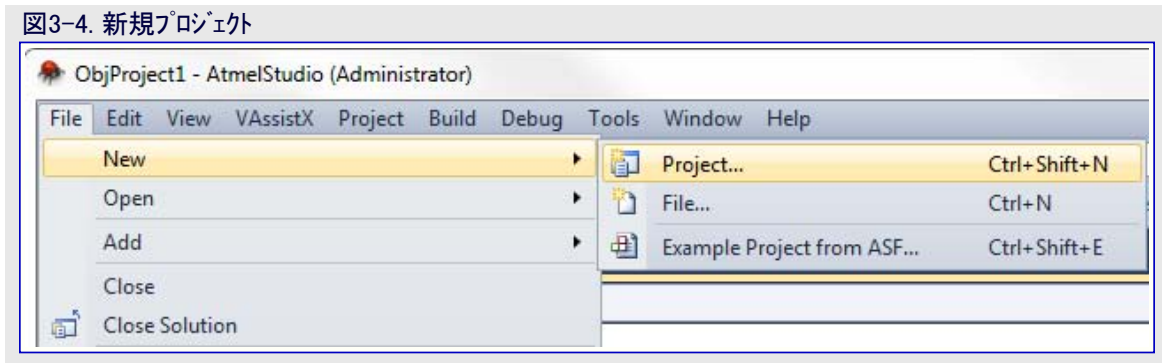 図3-4. 新規ﾌﾟﾛｼﾞｪｸﾄ
ObjProject1 - AtmelStudio (Administrator)
File Edit View VAssistX Project Build Debug Tools Window Help
New
Project... Ctrl+Shift+N
Open
File... Ctrl+N
Add
Example Project from ASF... Ctrl+Shift+E
Close
Close Solution